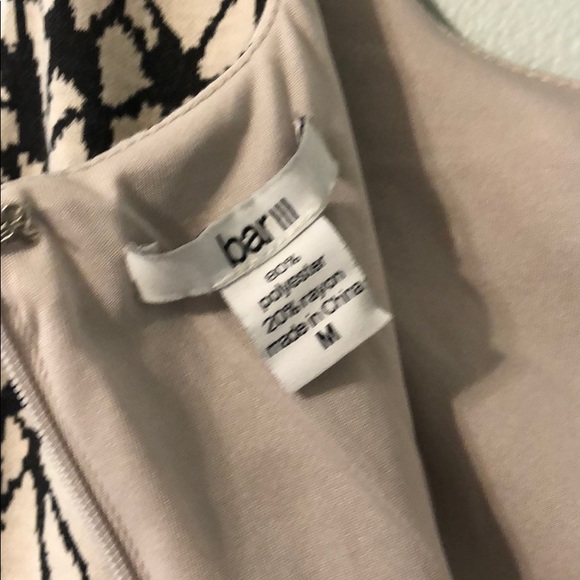 bar III
80%
polyester
20% rayon
made in China
M